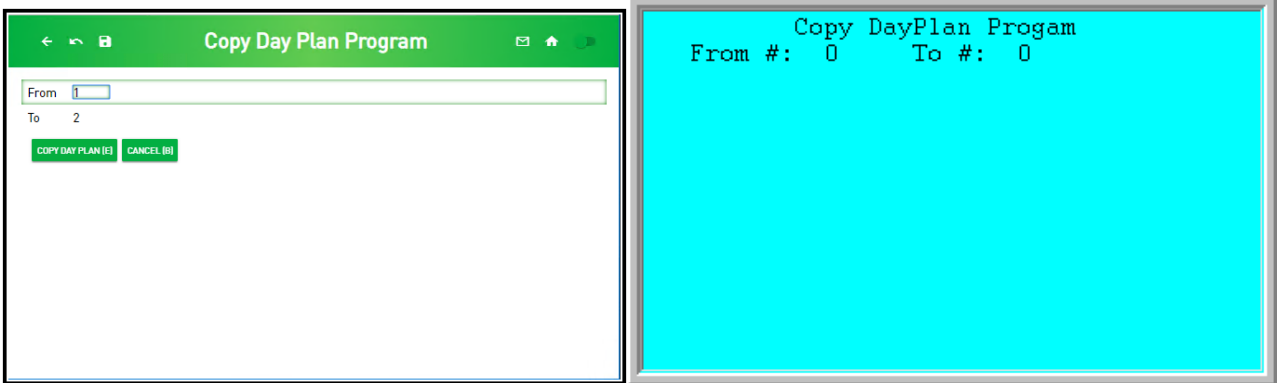 Copy Day Plan Program
From 1
To 2
COPY DAY PLAN (E) CANCEL (B)
Copy DayPlan Progam
From #: 0 To #: 0